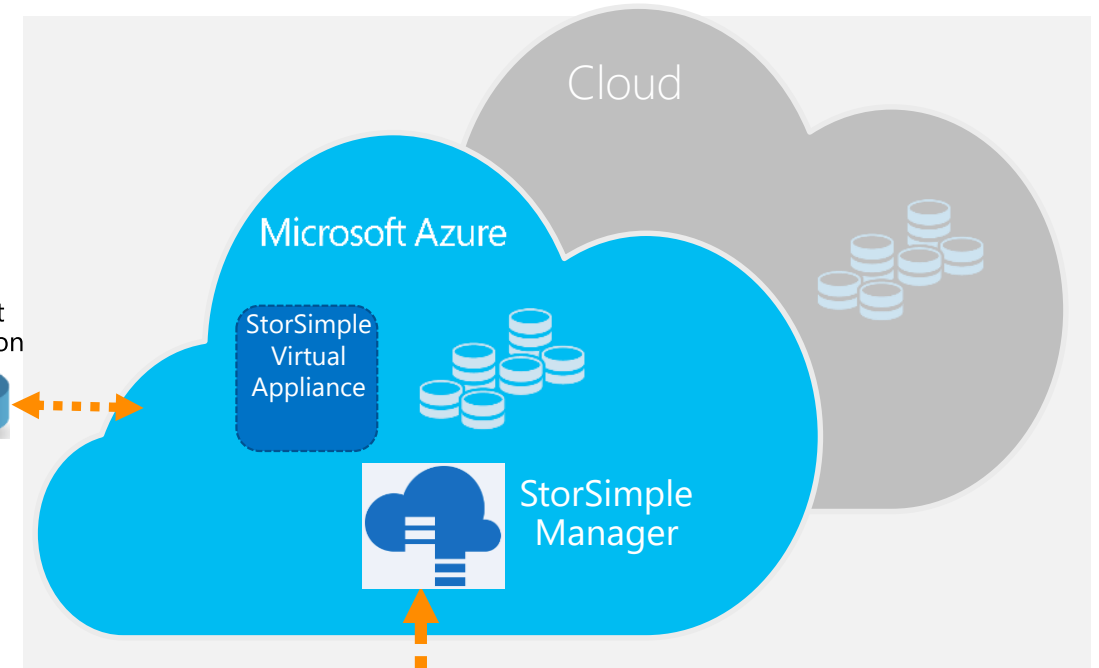 Cloud
Microsoft Azure
StorSimple
Virtual
Appliance
StorSimple
Manager